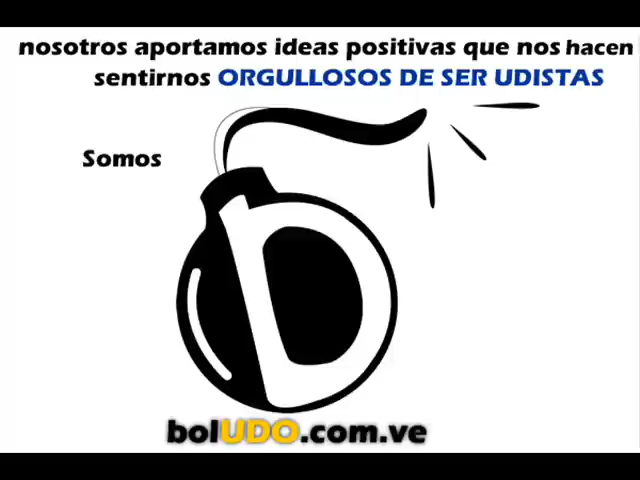 nosotros aportamos ideas positivas que nos hacen
sentirnos ORGULLOSOS DE SER UDISTAS
Somos
D
bolUDO.com.ve